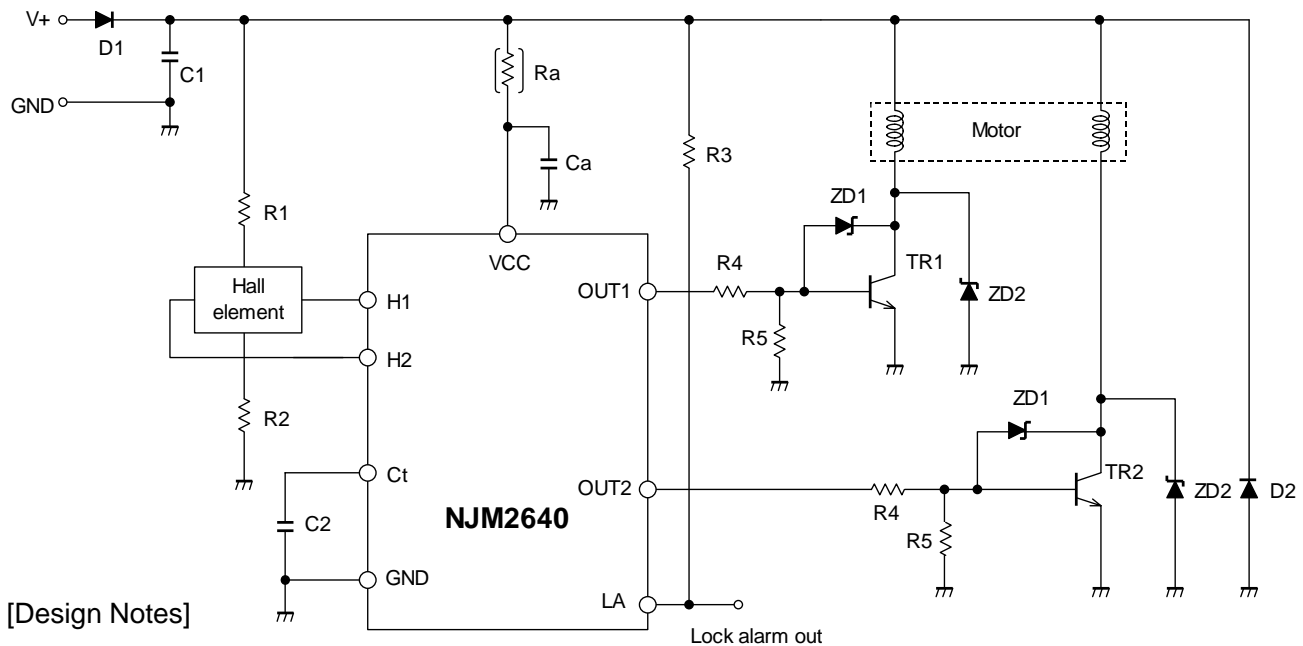 V+
D1
C1
GND
Ra
Ca
R3
Motor
R1
VCC
ZD1
R4
TR1
OUT1
ZD2
Hall
element
H1
R5
H2
R2
ZD1
Ct
OUT2
TR2
ZD2
D2
R4
C2
NJM2640
R5
GND
LA
[Design Notes]
Lock alarm out